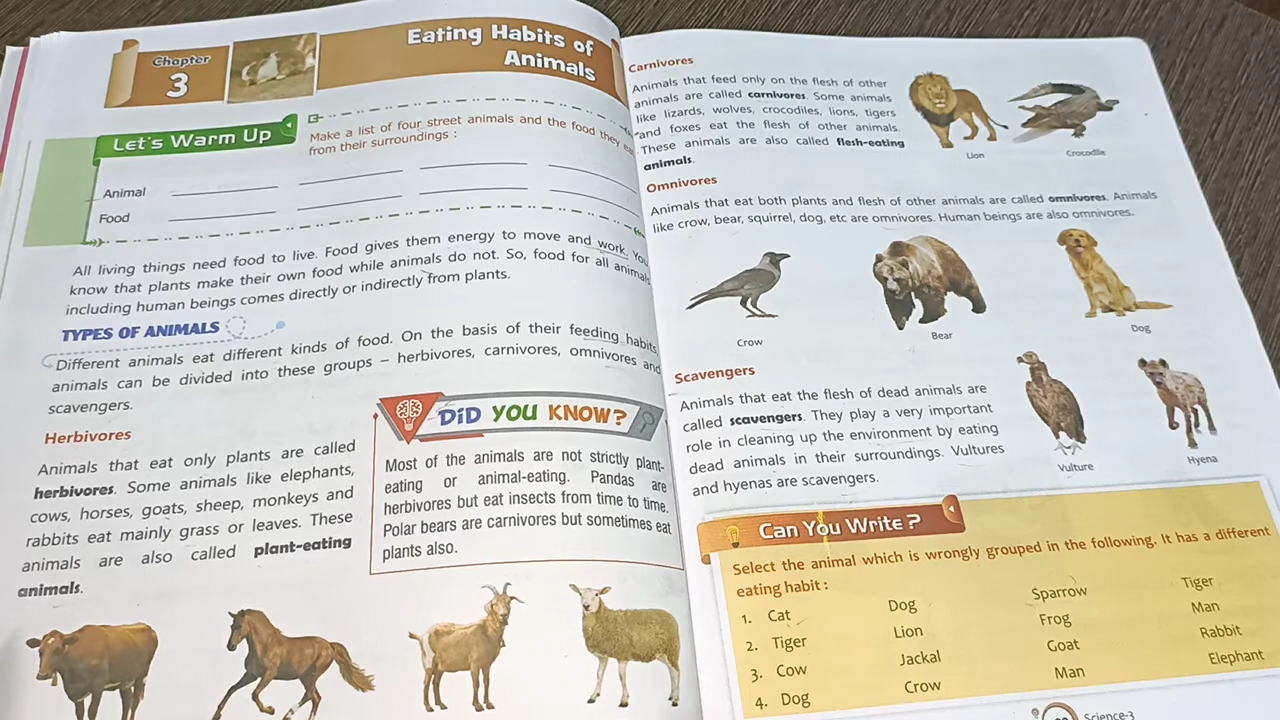 Chapter
3
Eating Habits of
Animals
Let's Warm Up
Make a list of four street animals and the food they
from their surroundings :
Animal
Food
All living things need food to live. Food gives them energy to move and work. You
know that plants make their own food while animals do not. So, food for all animals
including human beings comes directly or indirectly from plants.
TYPES OF ANIMALS
Different animals eat different kinds of food. On the basis of their feeding habits,
animals can be divided into these groups – herbivores, carnivores, omnivores and
scavengers.
Herbivores
Animals that eat only plants are called
herbivores. Some animals like elephants,
cows, horses, goats, sheep, monkeys and
rabbits eat mainly grass or leaves. These
animals are also called plant-eating
animals.
DID YOU KNOW?
Most of the animals are not strictly plant-
eating or animal-eating. Pandas are
herbivores but eat insects from time to time.
Polar bears are carnivores but sometimes eat
plants also.
Carnivores
Animals that feed only on the flesh of other
animals are called carnivores. Some animals
like lizards, wolves, crocodiles, lions, tigers
and foxes eat the flesh of other animals.
These animals are also called flesh-eating
animals.
Lion
Crocodile
Omnivores
Animals that eat both plants and flesh of other animals are called omnivores. Animals
like crow, bear, squirrel, dog, etc are omnivores. Human beings are also omnivores.
Crow
Bear
Dog
Scavengers
Animals that eat the flesh of dead animals are
called scavengers. They play a very important
role in cleaning up the environment by eating
dead animals in their surroundings. Vultures
and hyenas are scavengers.
Vulture
Hyena
Can You Write ?
Select the animal which is wrongly grouped in the following. It has a different
eating habit :
1. Cat Dog Sparrow Tiger
2. Tiger Lion Frog Man
3. Cow Jackal Goat Rabbit
4. Dog Crow Man Elephant
Science-3